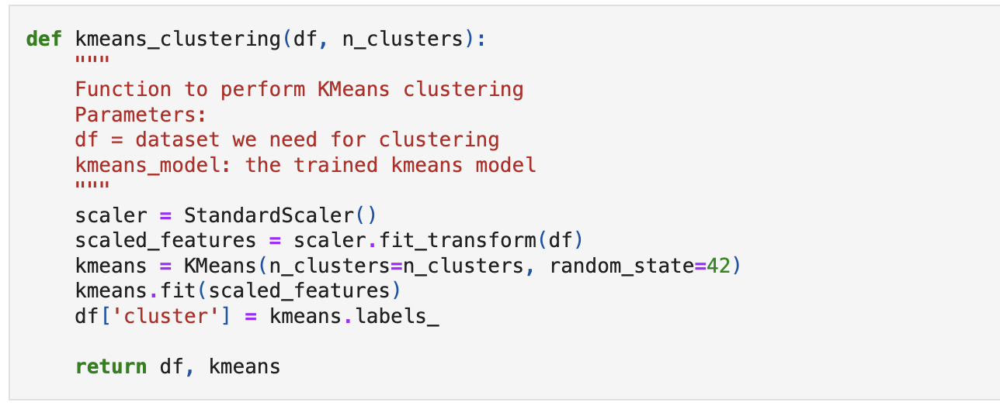 def kmeans_clustering(df, n_clusters):
    """
    Function to perform KMeans clustering
    Parameters:
    df = dataset we need for clustering
    kmeans_model: the trained kmeans model
    """
    scaler = StandardScaler()
    scaled_features = scaler.fit_transform(df)
    kmeans = KMeans(n_clusters=n_clusters, random_state=42)
    kmeans.fit(scaled_features)
    df['cluster'] = kmeans.labels_

    return df, kmeans